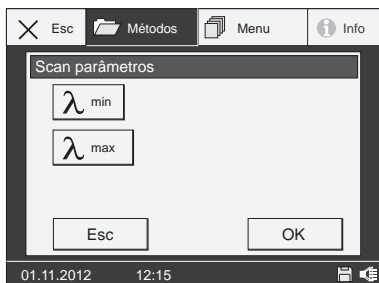 Esc Métodos Menu Info
Scan parâmetros
λ min
λ max
Esc OK
01.11.2012 12:15